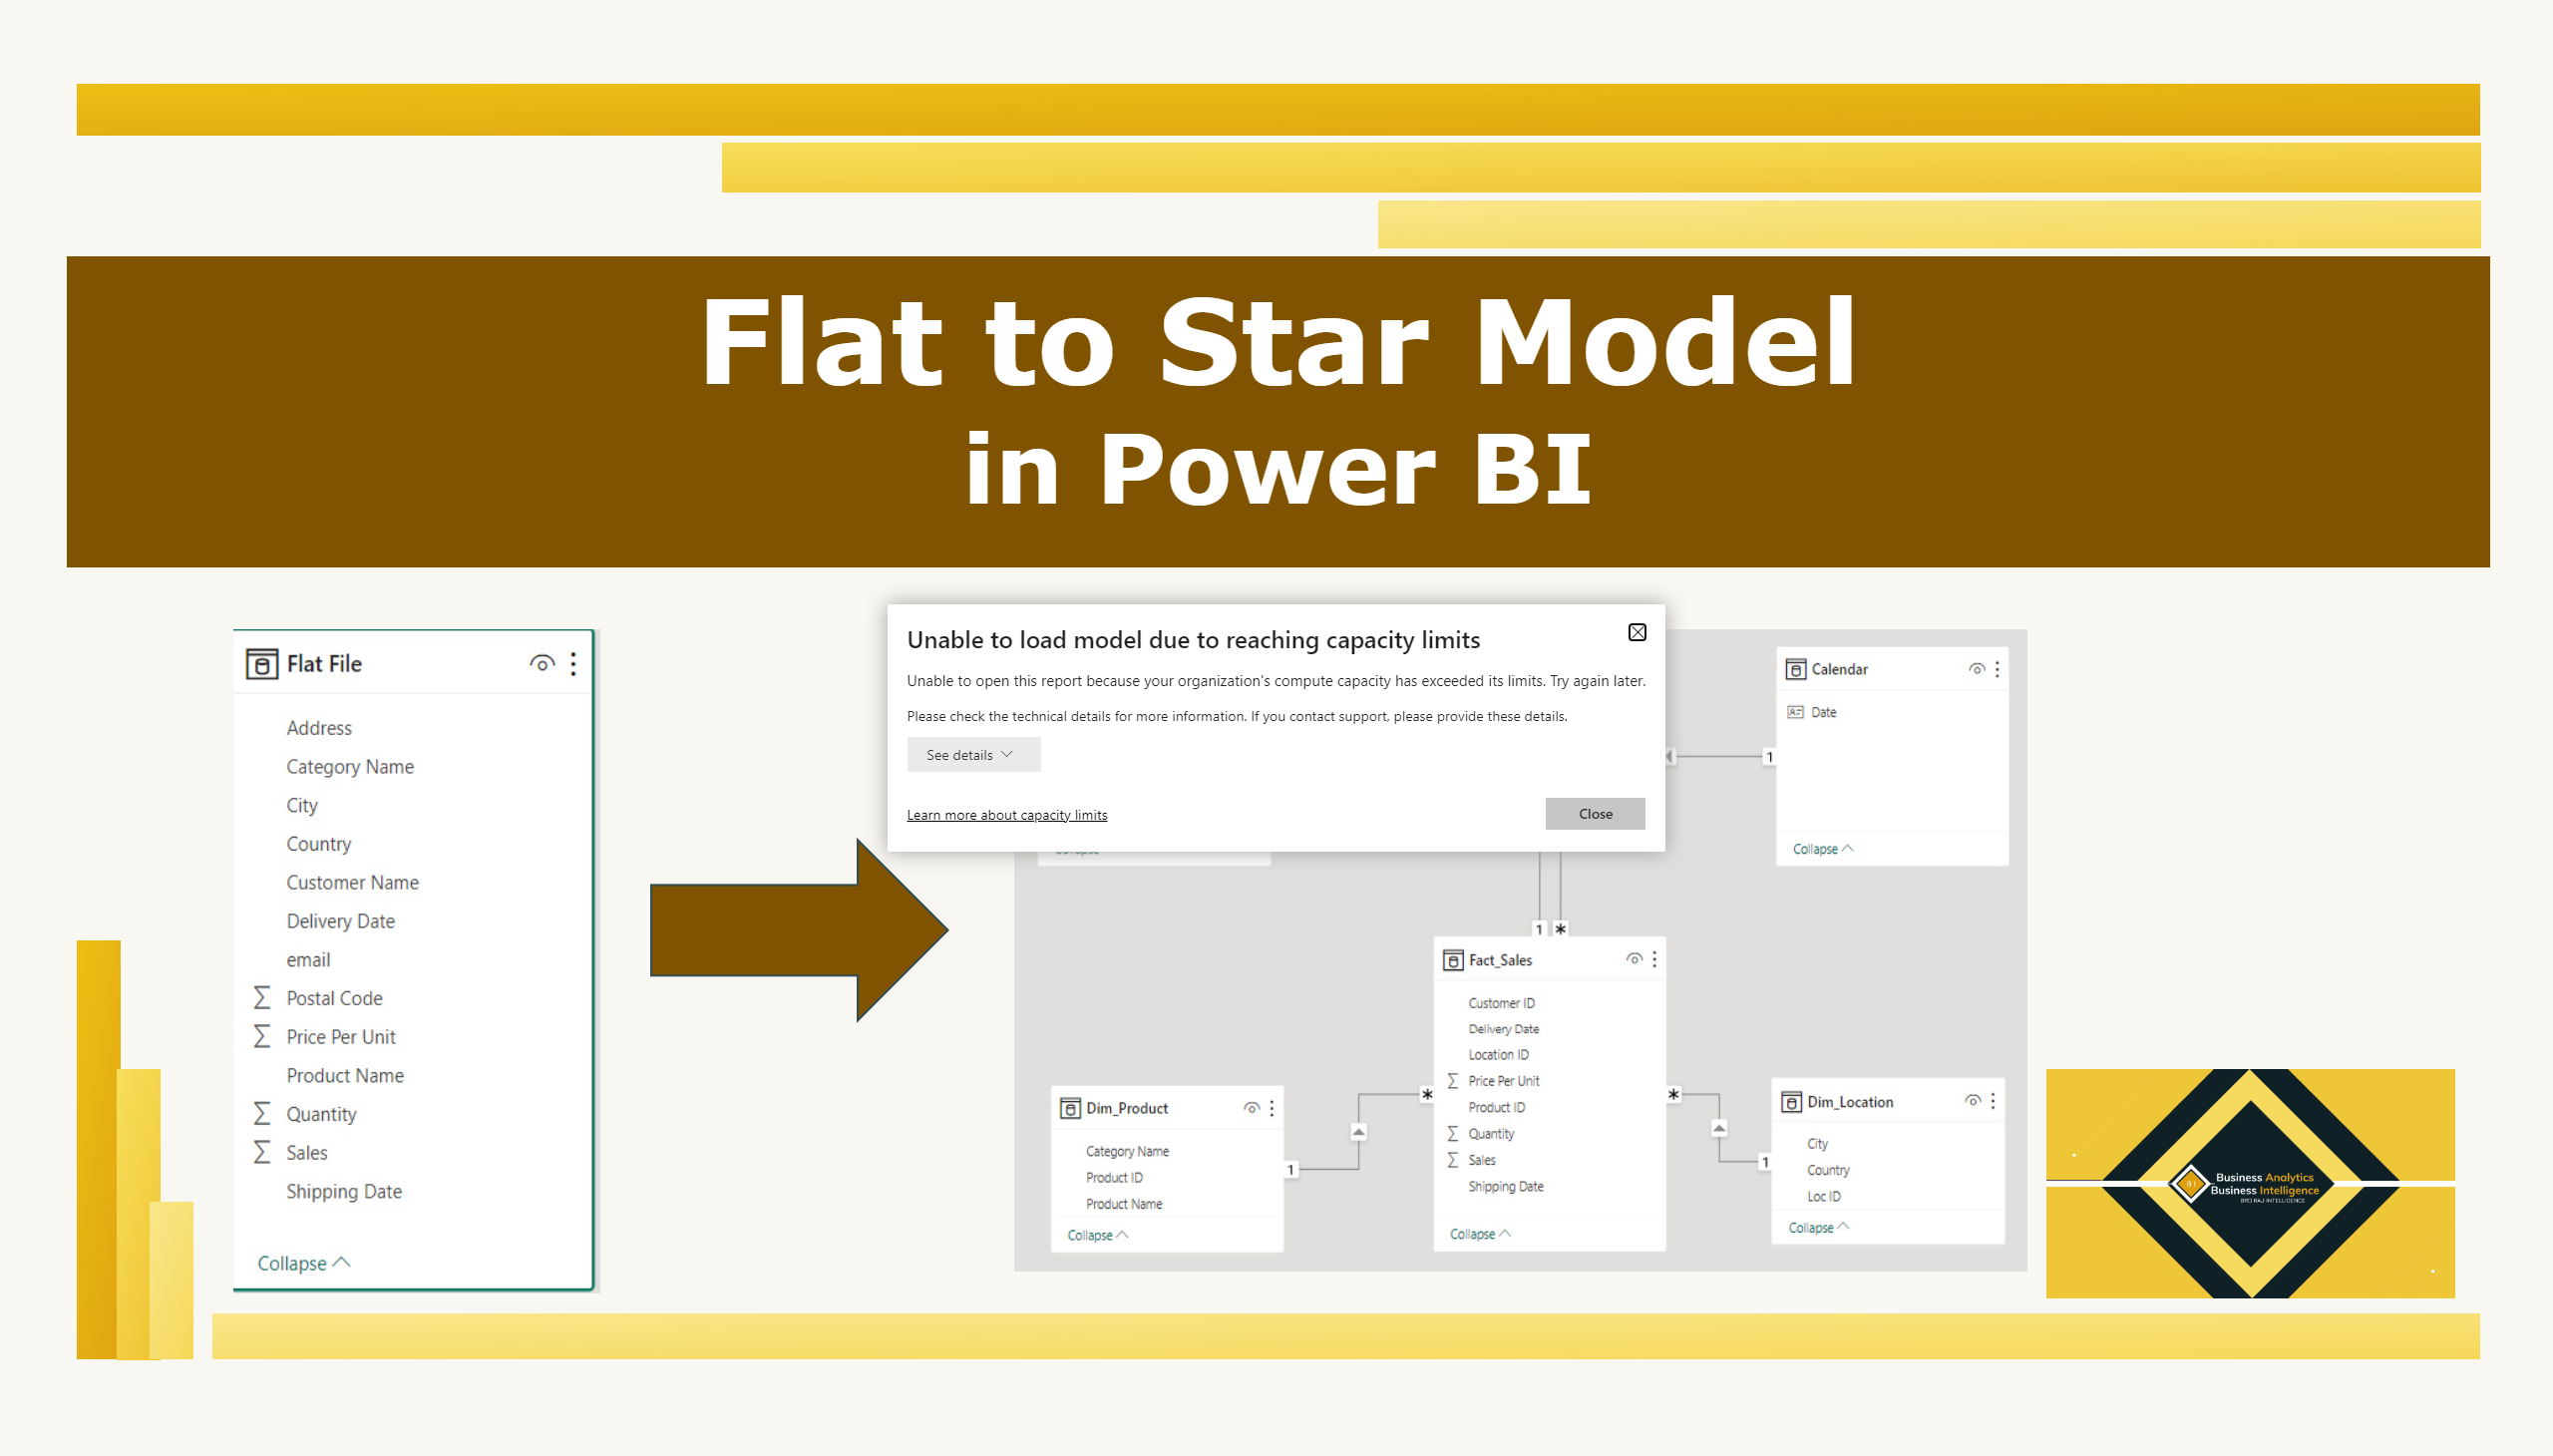 Flat to Star Model
in Power BI
Flat File
Address
Category Name
City
Country
Customer Name
Delivery Date
email
Σ Postal Code
Σ Price Per Unit
Product Name
Σ Quantity
Σ Sales
Shipping Date
Collapse
Unable to load model due to reaching capacity limits
Unable to open this report because your organization's compute capacity has exceeded its limits. Try again later.
Please check the technical details for more information. If you contact support, please provide these details.
See details
Learn more about capacity limits
Close
Collapse
Calendar
Date
Collapse
1
1 *
Fact_Sales
Customer ID
Delivery Date
Location ID
Σ Price Per Unit
Product ID
Σ Quantity
Σ Sales
Shipping Date
Collapse
*
*
1
1
Dim_Product
Category Name
Product ID
Product Name
Collapse
Dim_Location
City
Country
Loc ID
Collapse
Business Analytics
Business Intelligence
BRO RAJ INTELLIGENCE